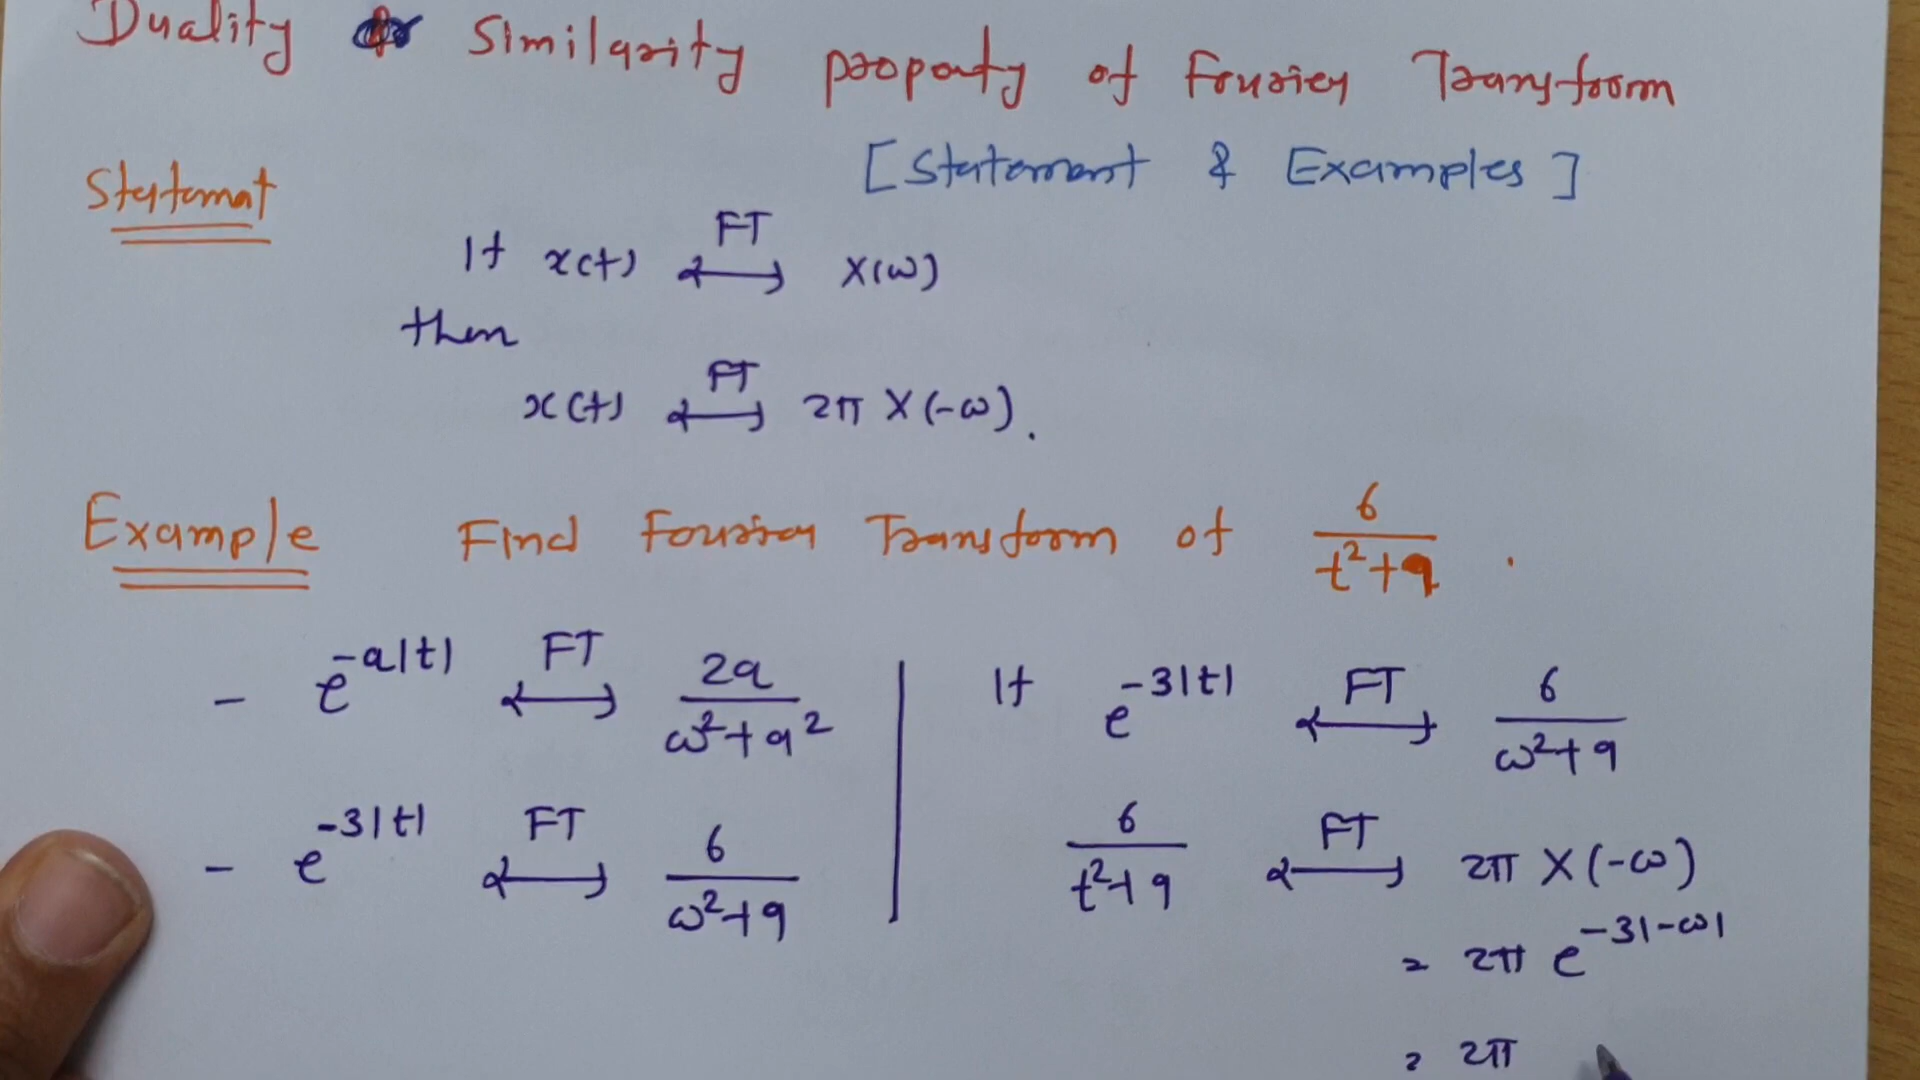 Duality or Similarity property of Fourier Transform
[Statement & Examples]
Statemat
If x(t) FT ↔ X(ω)
then
x(t) FT ↔ 2π X(-ω).
Example Find Fourier Transform of 6/(t²+9).
- e^{-a|t|} FT ↔ 2a/(ω²+a²)
- e^{-3|t|} FT ↔ 6/(ω²+9)
If e^{-3|t|} FT ↔ 6/(ω²+9)
6/(t²+9) FT ↔ 2π X(-ω)
= 2π e^{-3|-ω|}
= 2π